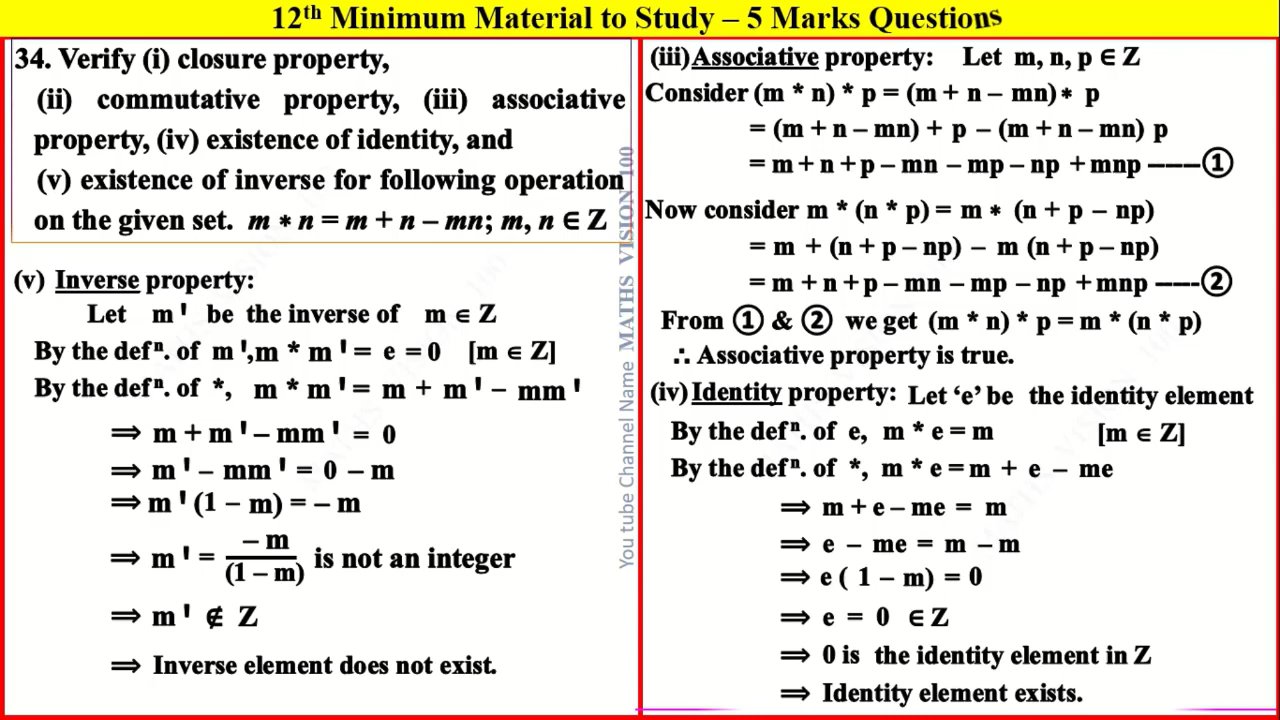 12th Minimum Material to Study – 5 Marks Questions
34. Verify (i) closure property,
(ii) commutative property, (iii) associative
property, (iv) existence of identity, and
(v) existence of inverse for following operation
on the given set. m * n = m + n – mn; m, n ∈ Z
(v) Inverse property:
Let m' be the inverse of m ∈ Z
By the defⁿ. of m',m * m' = e = 0 [m ∈ Z]
By the defⁿ. of *, m * m' = m + m' – mm'
⟹ m + m' – mm' = 0
⟹ m' – mm' = 0 – m
⟹ m' (1 – m) = – m
⟹ m' = – m / (1 – m) is not an integer
⟹ m' ∉ Z
⟹ Inverse element does not exist.
You tube Channel Name MATHS VISION 100
(iii) Associative property: Let m, n, p ∈ Z
Consider (m * n) * p = (m + n – mn) * p
= (m + n – mn) + p – (m + n – mn) p
= m + n + p – mn – mp – np + mnp –––-①
Now consider m * (n * p) = m * (n + p – np)
= m + (n + p – np) – m (n + p – np)
= m + n + p – mn – mp – np + mnp –––-②
From ① & ② we get (m * n) * p = m * (n * p)
∴ Associative property is true.
(iv) Identity property: Let ‘e’ be the identity element
By the defⁿ. of e, m * e = m [m ∈ Z]
By the defⁿ. of *, m * e = m + e – me
⟹ m + e – me = m
⟹ e – me = m – m
⟹ e ( 1 – m) = 0
⟹ e = 0 ∈ Z
⟹ 0 is the identity element in Z
⟹ Identity element exists.